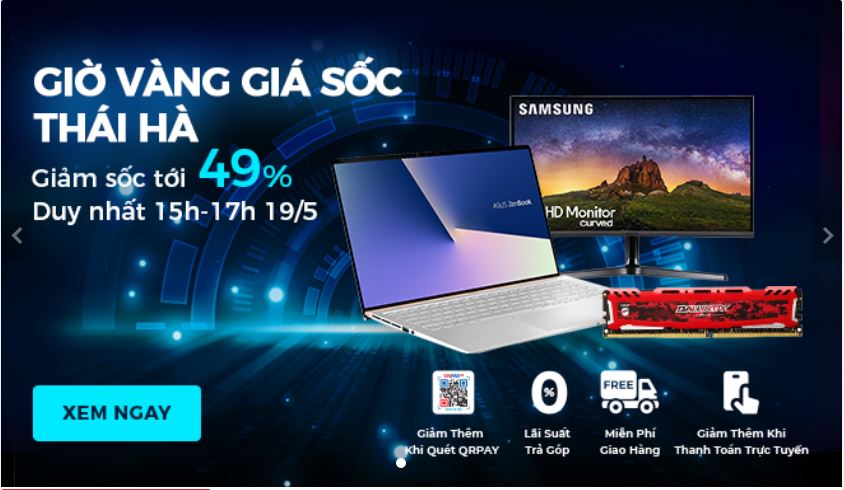 GIỜ VÀNG GIÁ SỐC
THÁI HÀ
Giảm sốc tới 49%
Duy nhất 15h-17h 19/5
SAMSUNG
ASUS ZenBook
HD Monitor
curved
BALLISTIX
XEM NGAY
Giảm Thêm
Khi Quét QRPAY
0%
Lãi Suất
Trả Góp
FREE
Miễn Phí
Giao Hàng
Giảm Thêm Khi
Thanh Toán Trực Tuyến